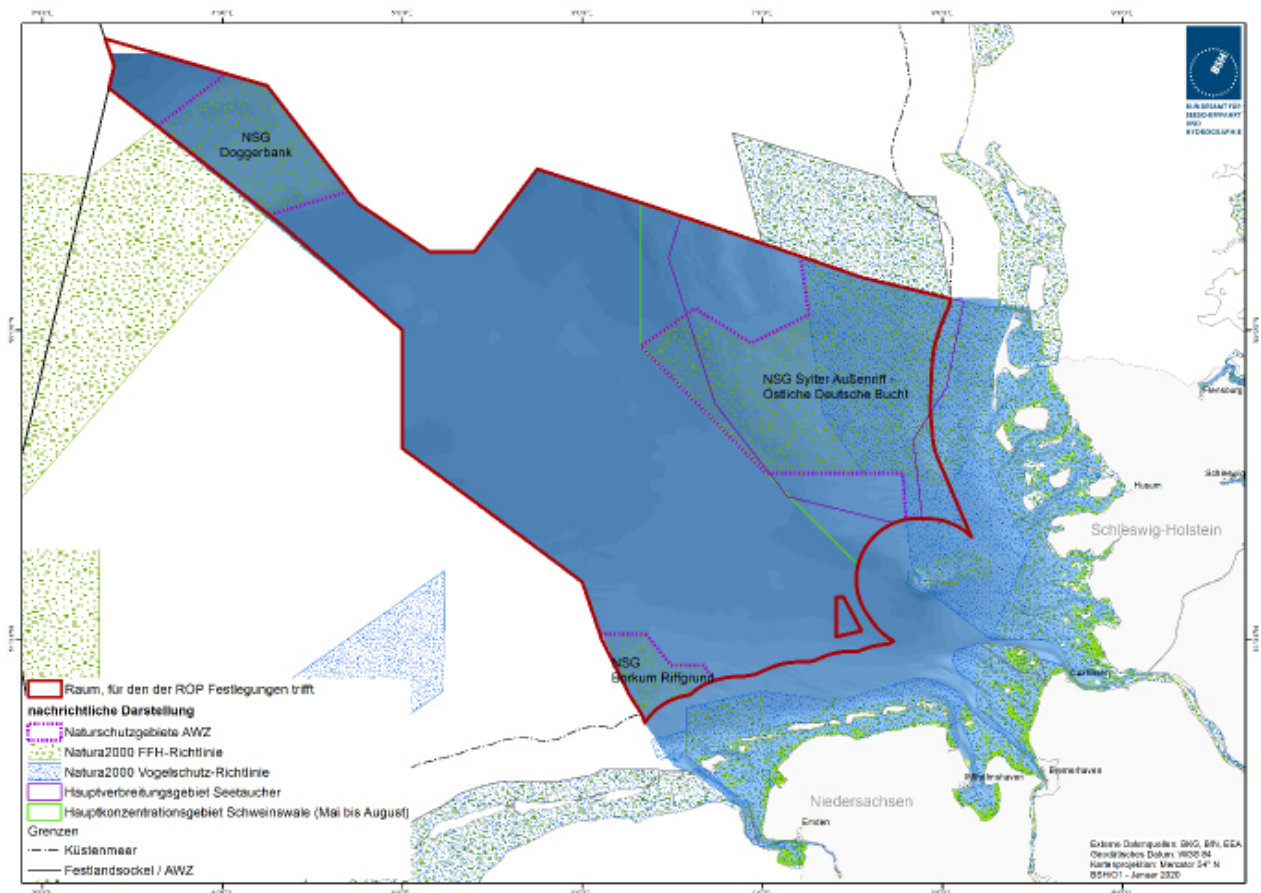 BSH
BUNDESAMT FÜR
SEESCHIFFFAHRT
UND
HYDROGRAPHIE
NSG
Doggerbank
NSG Sylter Außenriff -
Östliche Deutsche Bucht
Flensburg
Schleswig
Husum
Schleswig-Holstein
NSG
Borkum Riffgrund
Cuxhaven
Raum, für den der ROP Festlegungen trifft
nachrichtliche Darstellung
Naturschutzgebiete AWZ
Natura2000 FFH-Richtlinie
Natura2000 Vogelschutz-Richtlinie
Hauptverbreitungsgebiet Seetaucher
Hauptkonzentrationsgebiet Schweinswale (Mai bis August)
Grenzen
Küstenmeer
Festlandsockel / AWZ
Wilhelmshaven
Bremerhaven
Niedersachsen
Emden
Externe Datenquellen: BKG, BfN, EEA
Geodätisches Datum: WGS 84
Kartenprojektion: Mercator 54° N
BSH/O1 - Januar 2020